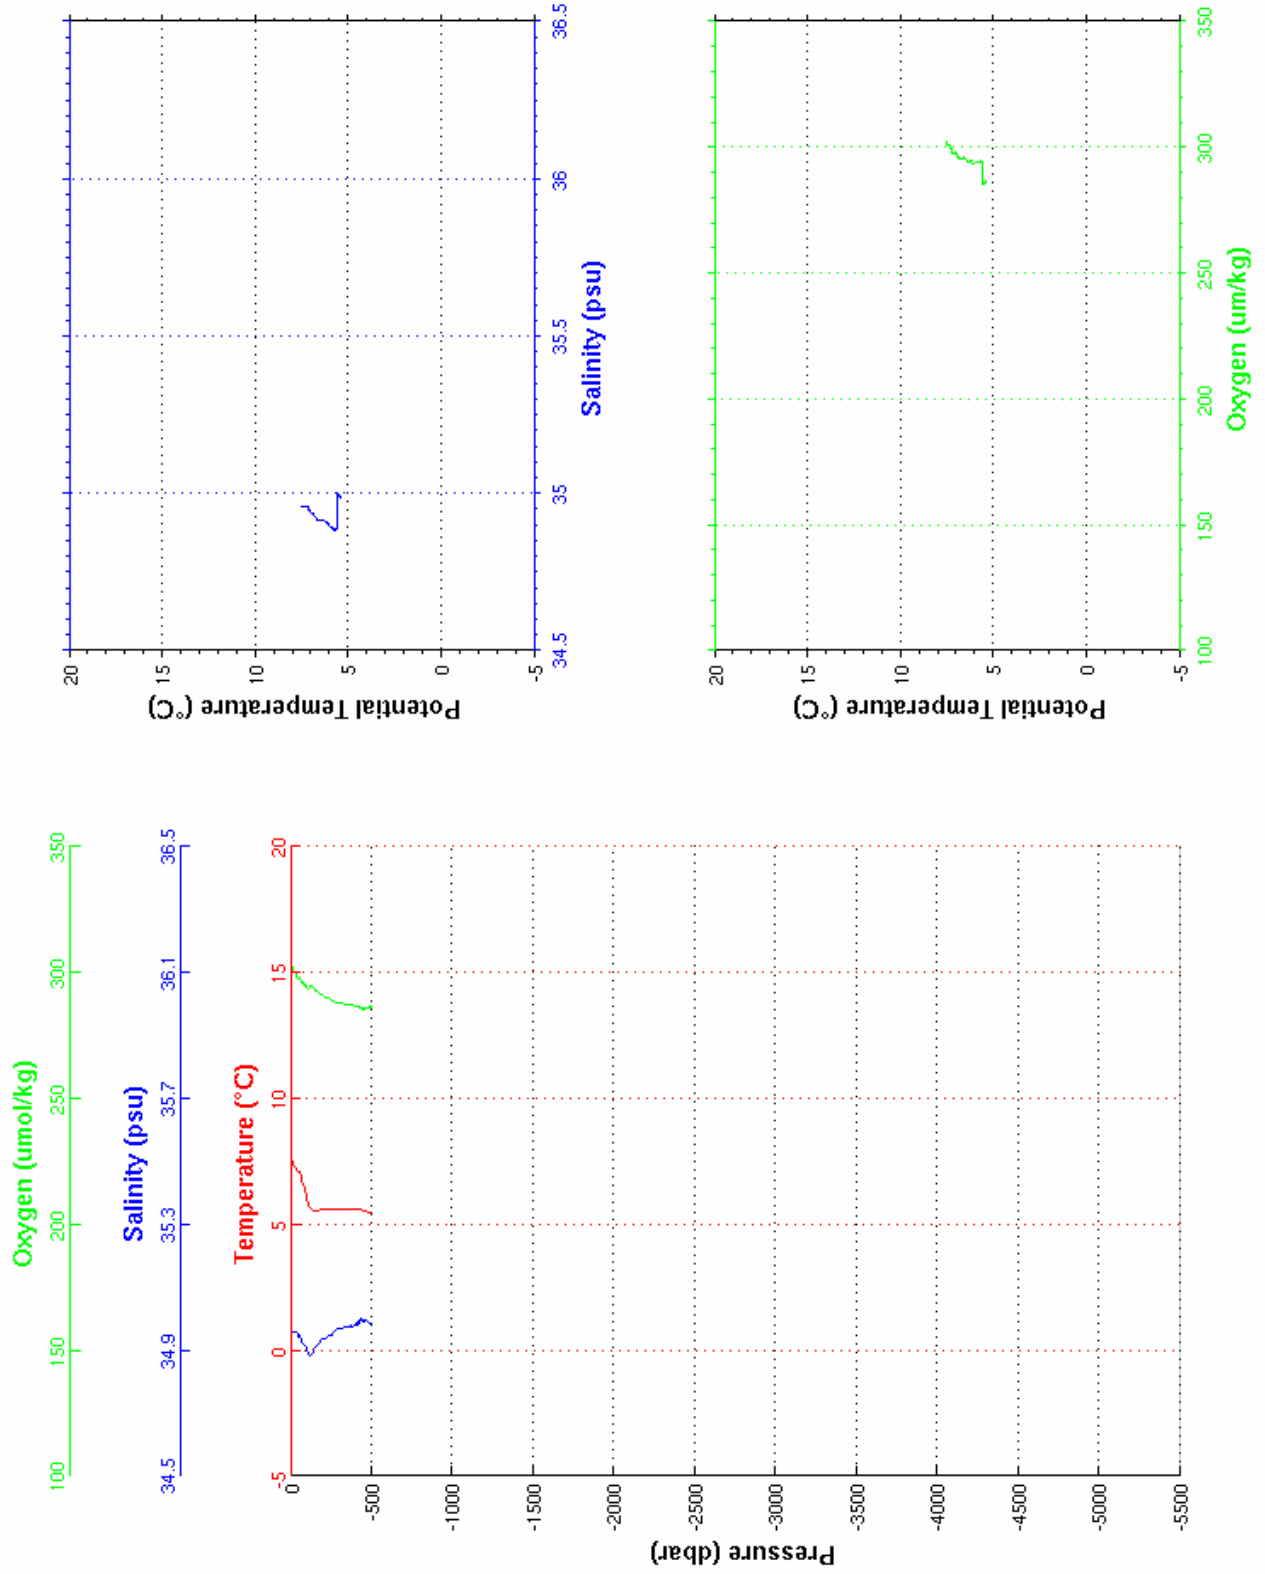 Oxygen (umol/kg)
100 150 200 250 300 350
Salinity (psu)
34.5 34.9 35.3 35.7 36.1 36.5
Temperature (°C)
-5 0 5 10 15 20
Pressure (dbar)
0
-500
-1000
-1500
-2000
-2500
-3000
-3500
-4000
-4500
-5000
-5500
Potential Temperature (°C)
20
15
10
5
0
-5
34.5 35 35.5 36 36.5
Salinity (psu)
Potential Temperature (°C)
20
15
10
5
0
-5
100 150 200 250 300 350
Oxygen (um/kg)